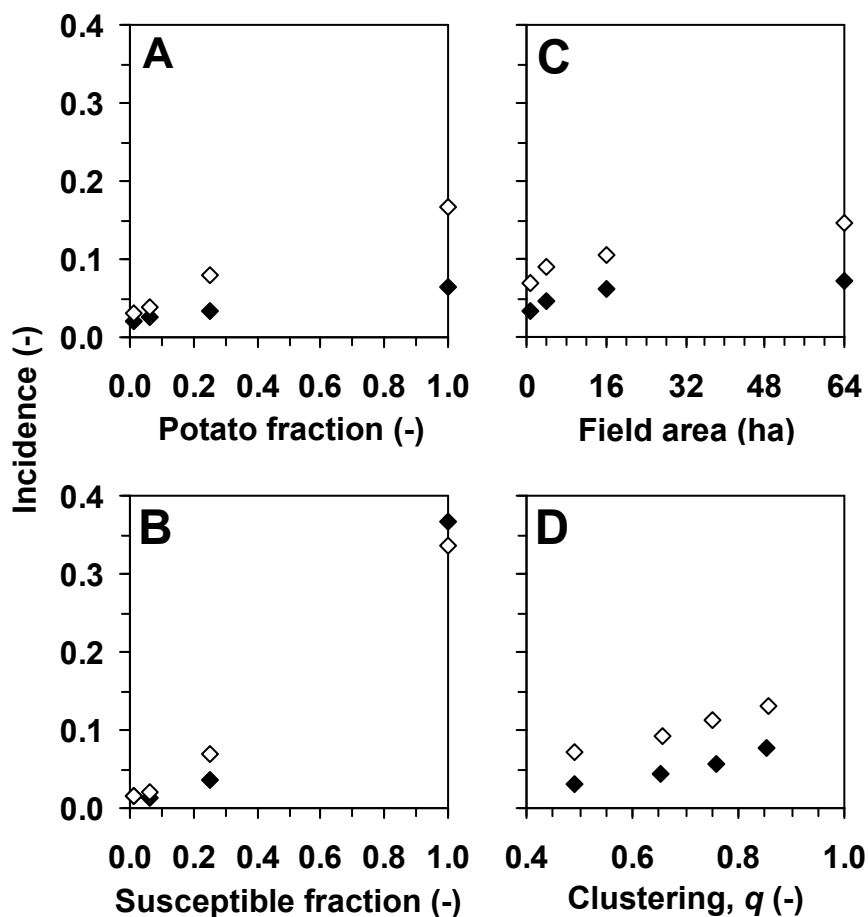 Incidence (-)
A
0.4
0.3
0.2
0.1
0.0
0.0 0.2 0.4 0.6 0.8 1.0
Potato fraction (-)
C
0 16 32 48 64
Field area (ha)
B
0.4
0.3
0.2
0.1
0.0
0.0 0.2 0.4 0.6 0.8 1.0
Susceptible fraction (-)
D
0.4 0.6 0.8 1.0
Clustering, q (-)